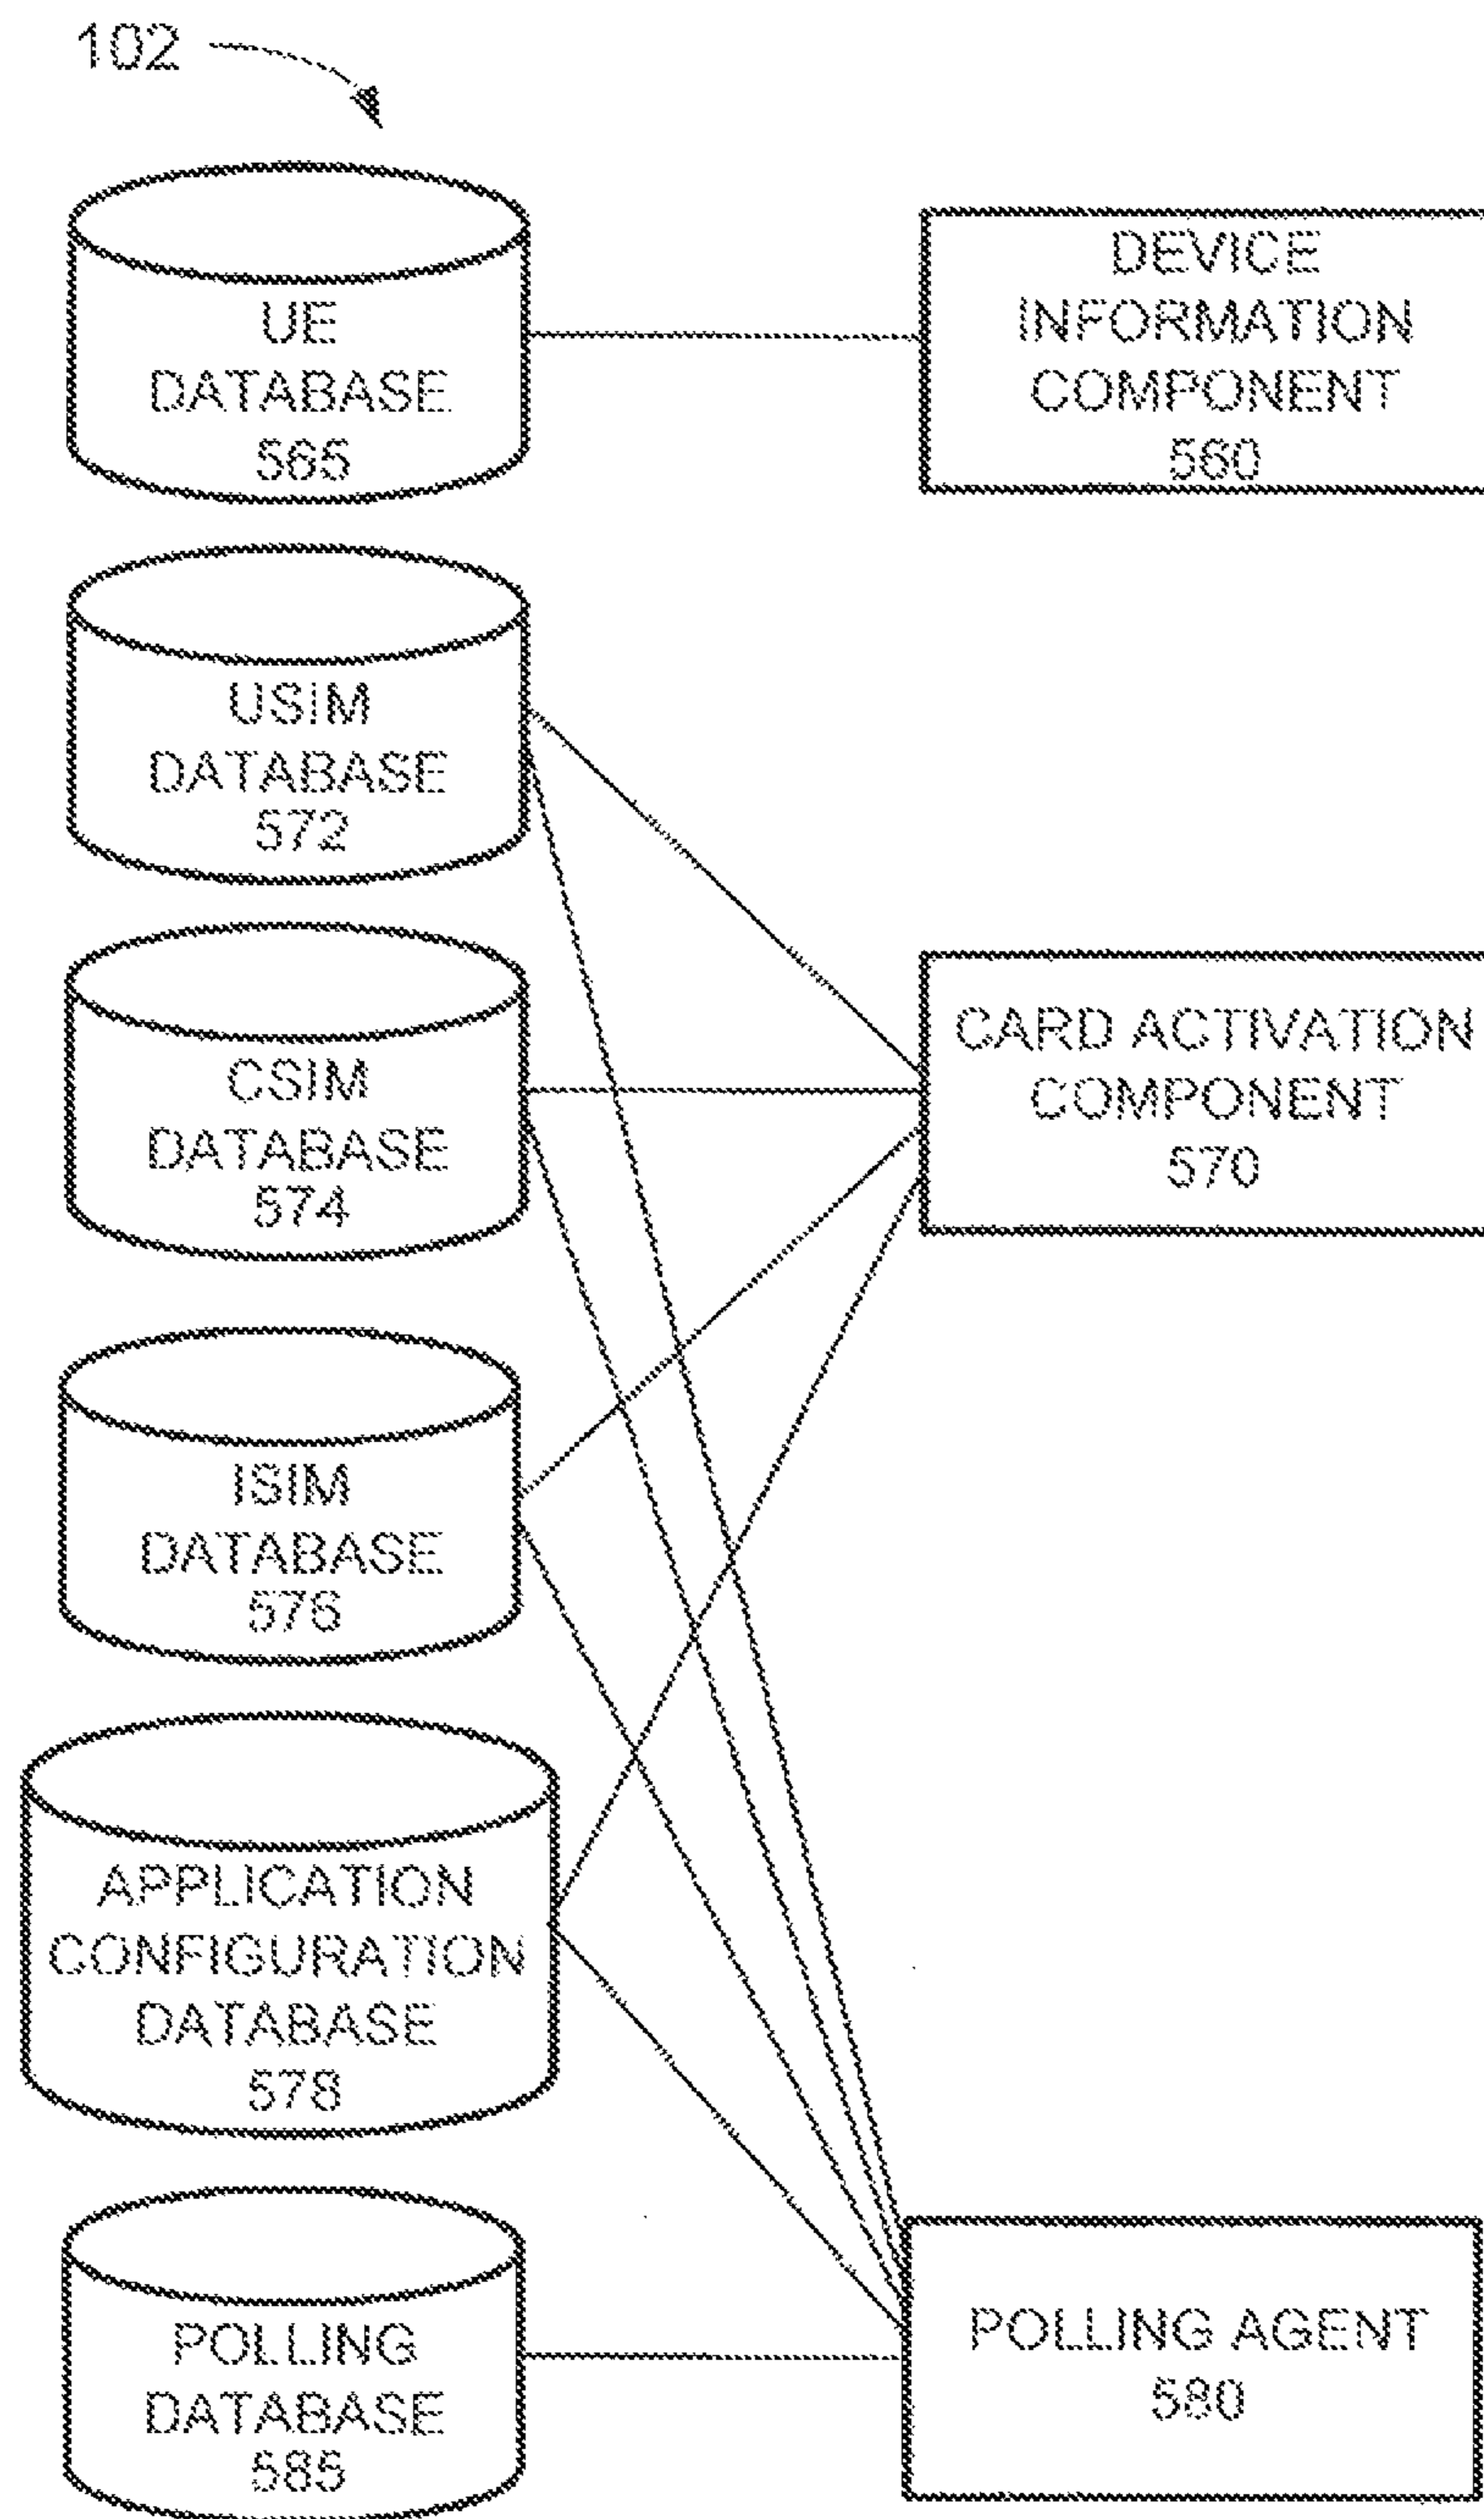 102
UE
DATABASE
565
DEVICE
INFORMATION
COMPONENT
560
USIM
DATABASE
572
CSIM
DATABASE
574
CARD ACTIVATION
COMPONENT
570
ISIM
DATABASE
576
APPLICATION
CONFIGURATION
DATABASE
578
POLLING
DATABASE
585
POLLING AGENT
580